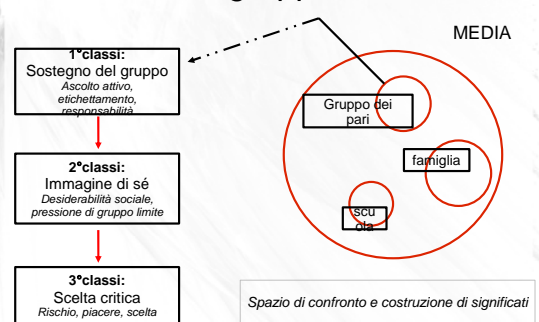 MEDIA
1°classi:
Sostegno del gruppo
Ascolto attivo,
etichettamento,
responsabilità
2°classi:
Immagine di sé
Desiderabilità sociale,
pressione di gruppo limite
3°classi:
Scelta critica
Rischio, piacere, scelta
Gruppo dei
pari
famiglia
scu
ola
Spazio di confronto e costruzione di significati